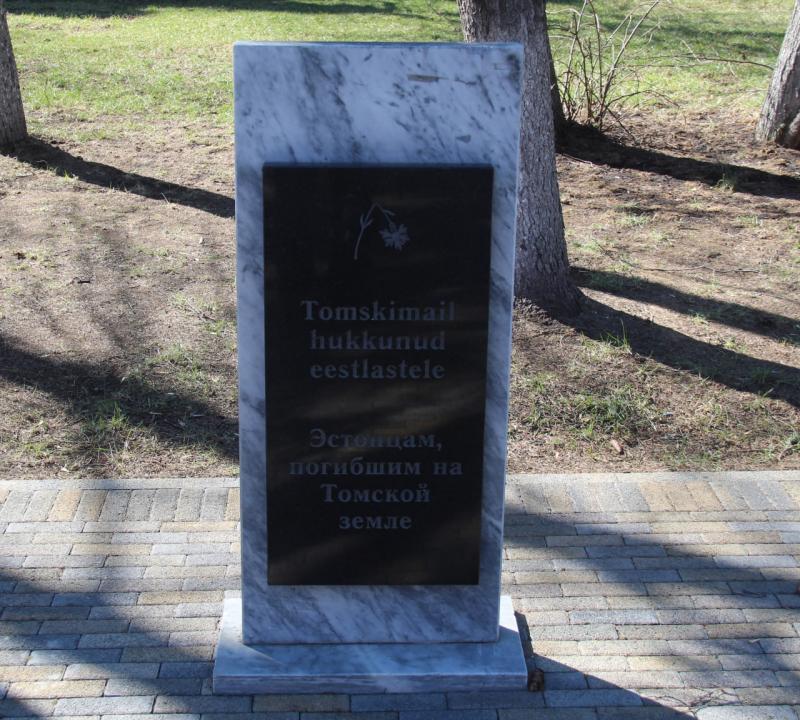 Tomskimail
hukkunud
eestlastele
Эстонцам,
погибшим на
Томской
земле